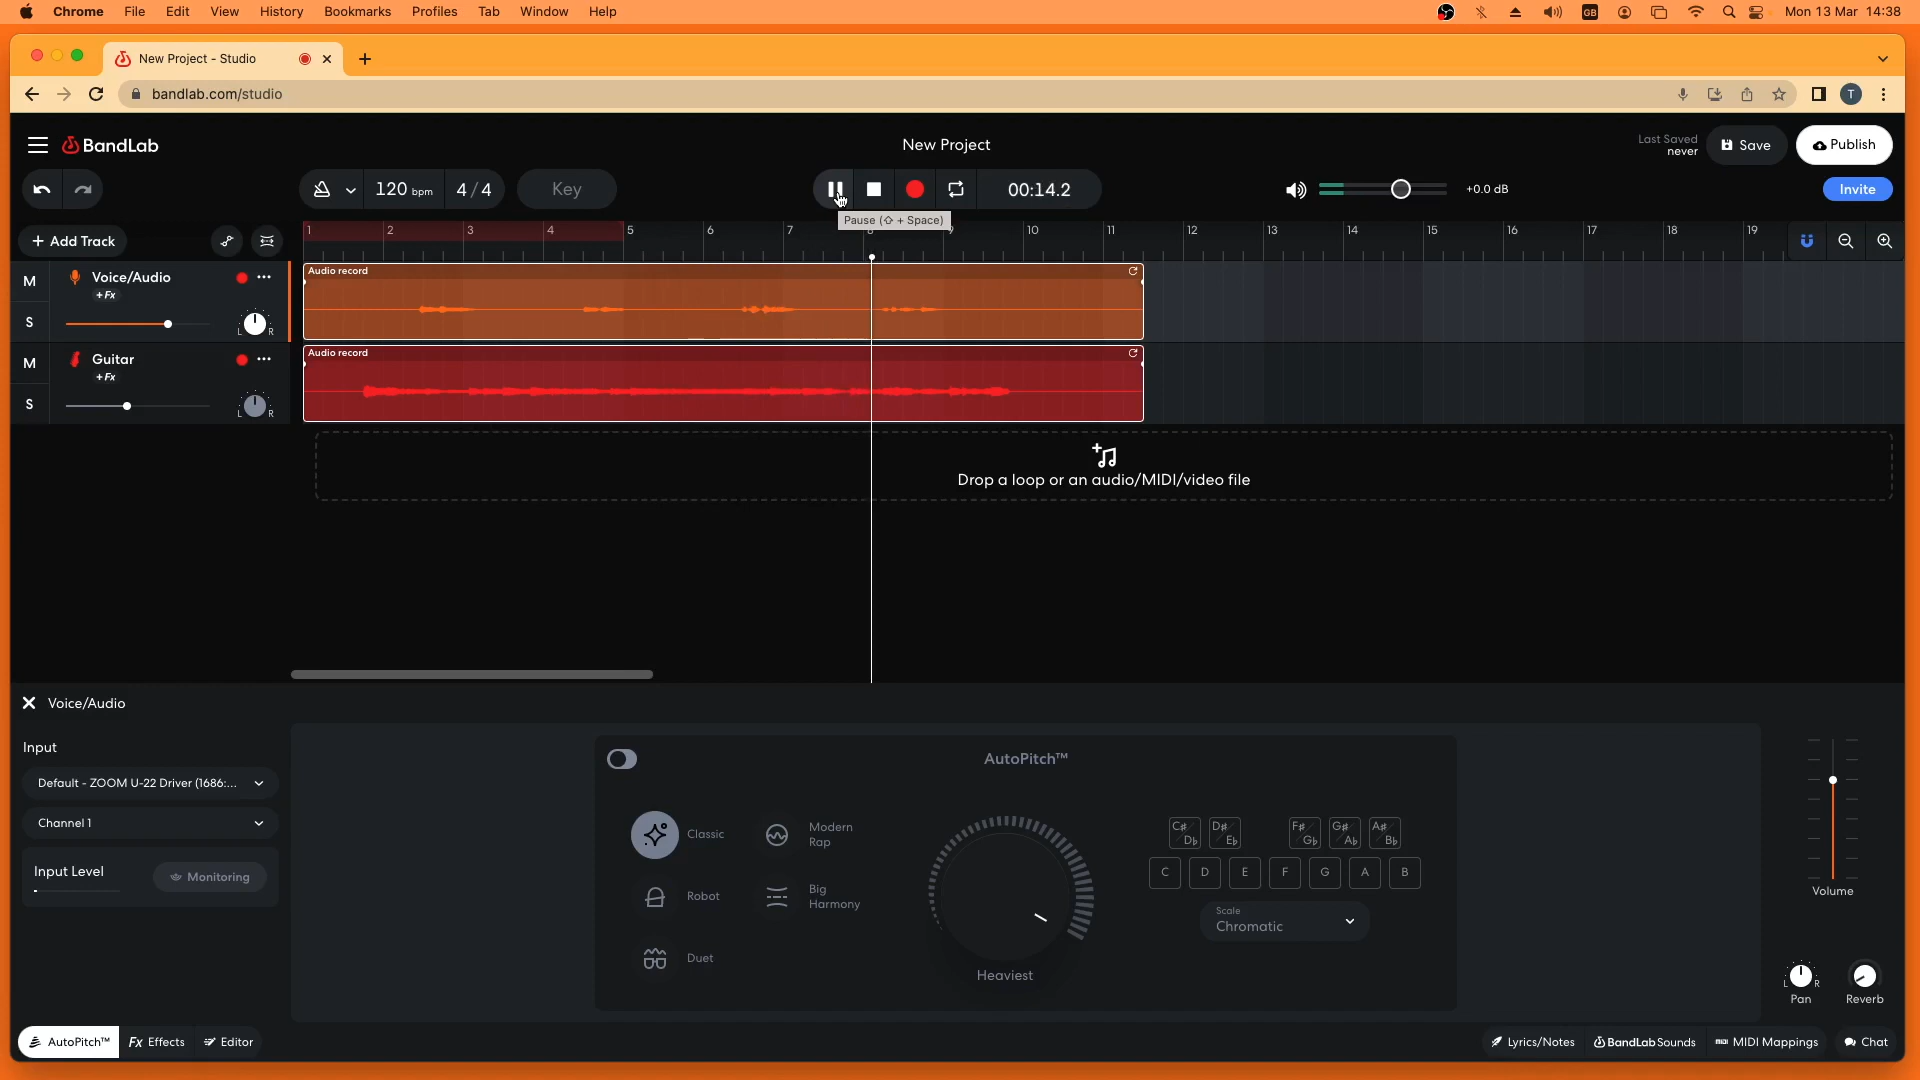 Chrome File Edit View History Bookmarks Profiles Tab Window Help GB Mon 13 Mar 14:38
New Project - Studio
bandlab.com/studio T
BandLab New Project Last Saved never Save Publish
120 bpm 4/4 Key 00:14.2 +0.0 dB Invite
Pause (⇧ + Space)
+ Add Track 1 2 3 4 5 6 7 8 9 10 11 12 13 14 15 16 17 18 19
M Voice/Audio Audio record
+Fx
S L R
M Guitar Audio record
+Fx
S L R
Drop a loop or an audio/MIDI/video file
Voice/Audio
Input
Default - ZOOM U-22 Driver (1686:...
Channel 1
Input Level Monitoring
AutoPitch™
Classic Modern Rap
Robot Big Harmony
Duet
Heaviest
C♯ D♭ D♯ E♭ F♯ G♭ G♯ A♭ A♯ B♭
C D E F G A B
Scale
Chromatic
Volume
L R
Pan Reverb
AutoPitch™ Fx Effects Editor Lyrics/Notes BandLab Sounds MIDI MIDI Mappings Chat